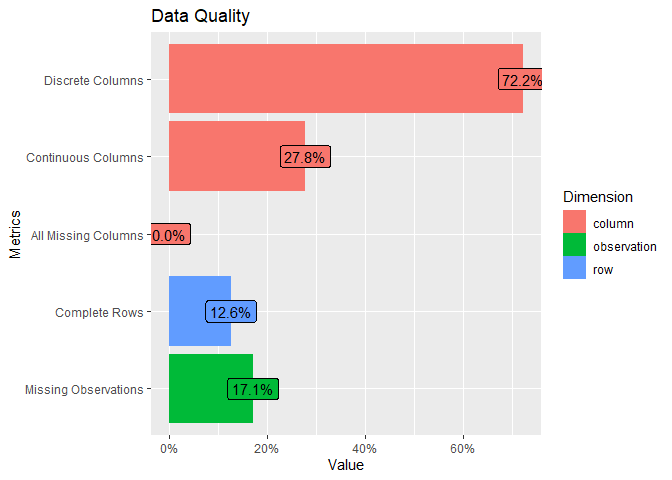 Data Quality
Discrete Columns
72.2%
Continuous Columns
27.8%
All Missing Columns
0.0%
Complete Rows
12.6%
Missing Observations
17.1%
Metrics
0%
20%
40%
60%
Value
Dimension
column
observation
row